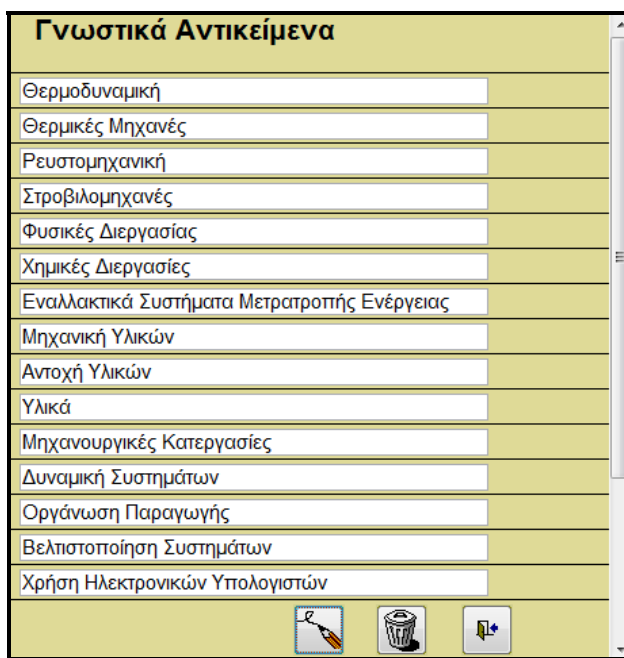 Γνωστικά Αντικείμενα
Θερμοδυναμική
Θερμικές Μηχανές
Ρευστομηχανική
Στροβιλομηχανές
Φυσικές Διεργασίας
Χημικές Διεργασίες
Εναλλακτικά Συστήματα Μετρατροπής Ενέργειας
Μηχανική Υλικών
Αντοχή Υλικών
Υλικά
Μηχανουργικές Κατεργασίες
Δυναμική Συστημάτων
Οργάνωση Παραγωγής
Βελτιστοποίηση Συστημάτων
Χρήση Ηλεκτρονικών Υπολογιστών